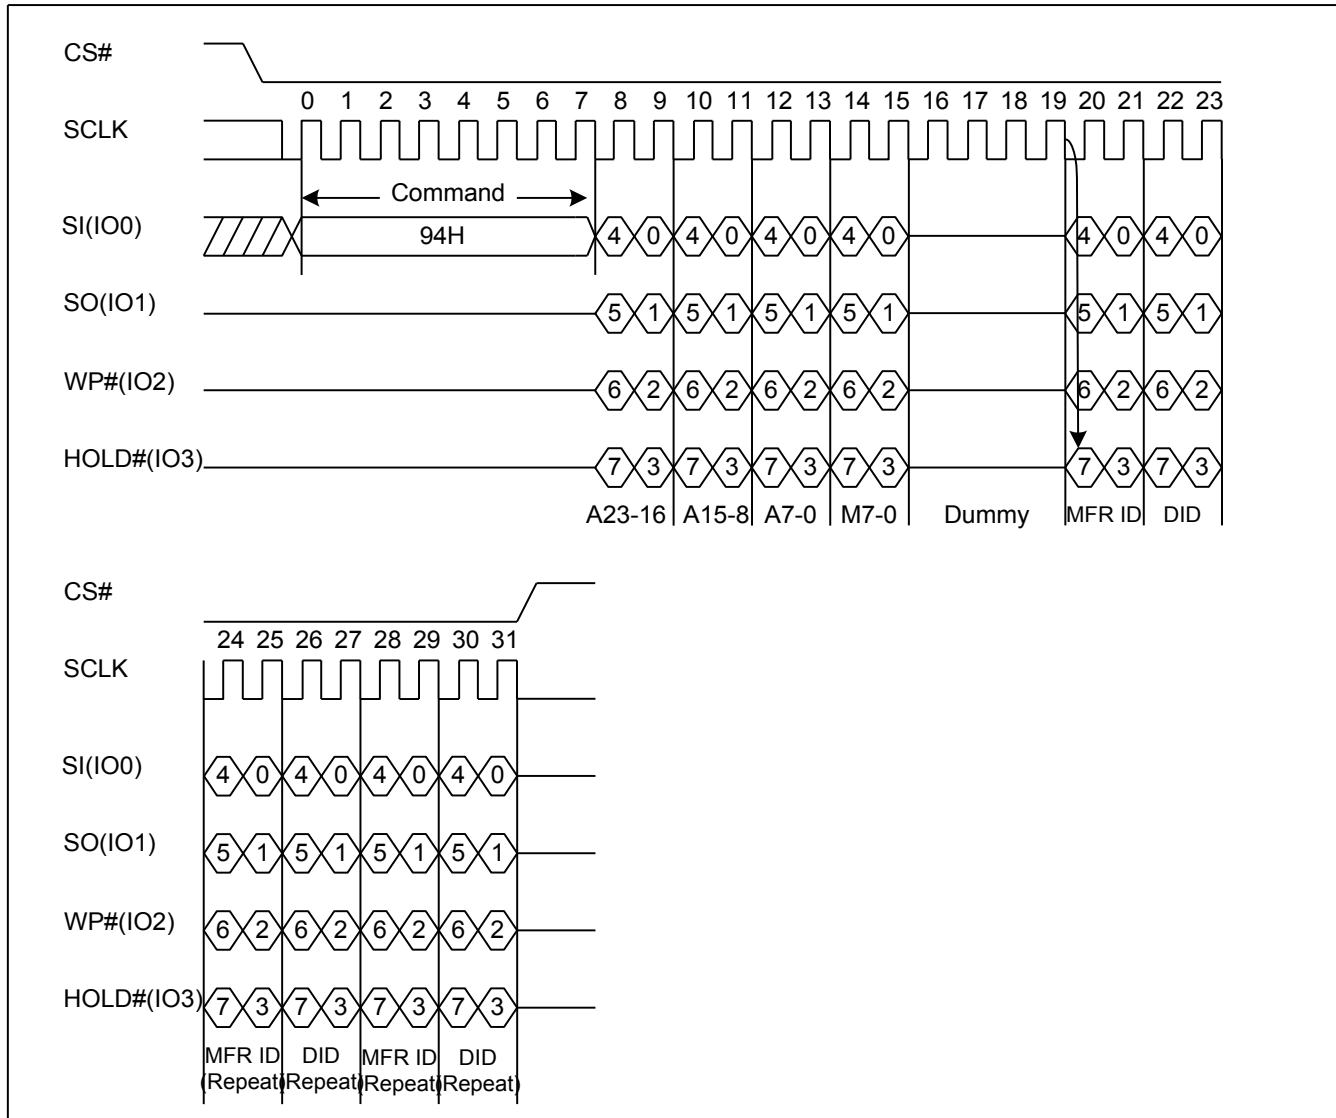 CS#
0 1 2 3 4 5 6 7 8 9 10 11 12 13 14 15 16 17 18 19 20 21 22 23
SCLK
Command
SI(IO0) 94H 4 0 4 0 4 0 4 0 4 0 4 0
SO(IO1) 5 1 5 1 5 1 5 1 5 1 5 1
WP#(IO2) 6 2 6 2 6 2 6 2 6 2 6 2
HOLD#(IO3) 7 3 7 3 7 3 7 3 7 3 7 3
A23-16 A15-8 A7-0 M7-0 Dummy MFR ID DID
CS#
24 25 26 27 28 29 30 31
SCLK
SI(IO0) 4 0 4 0 4 0 4 0
SO(IO1) 5 1 5 1 5 1 5 1
WP#(IO2) 6 2 6 2 6 2 6 2
HOLD#(IO3) 7 3 7 3 7 3 7 3
MFR ID DID MFR ID DID
(Repeat) (Repeat) (Repeat) (Repeat)